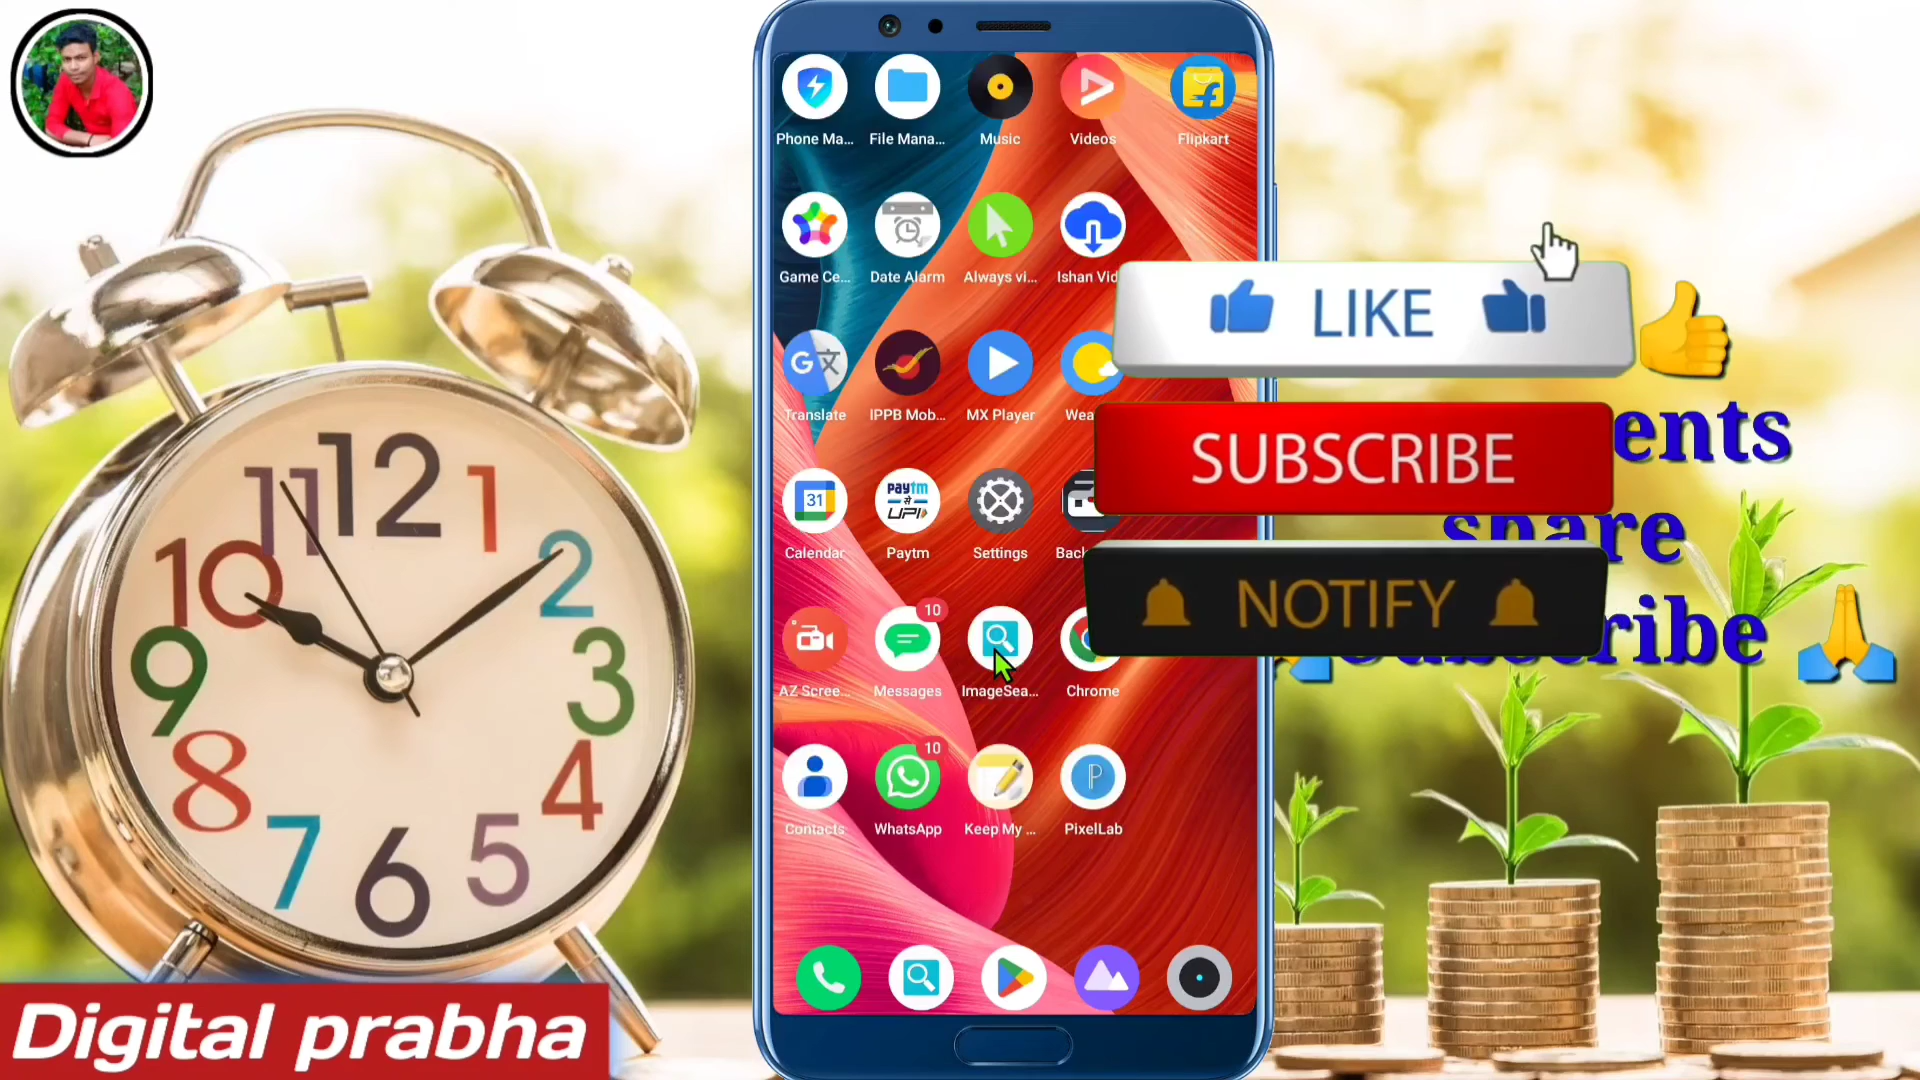 Phone Ma...
File Mana...
Music
Videos
Flipkart
Game Ce...
Date Alarm
Always vi...
Ishan Vid
LIKE
Translate
IPPB Mob...
MX Player
Wea
SUBSCRIBE
ents
31
paytm
से
UPI
Calendar
Paytm
Settings
Back
share
NOTIFY
10
AZ Scree...
Messages
ImageSea...
Chrome
Subscribe
10
P
Contacts
WhatsApp
Keep My ...
PixelLab
12
1
2
3
4
5
6
7
8
9
10
11
Digital prabha